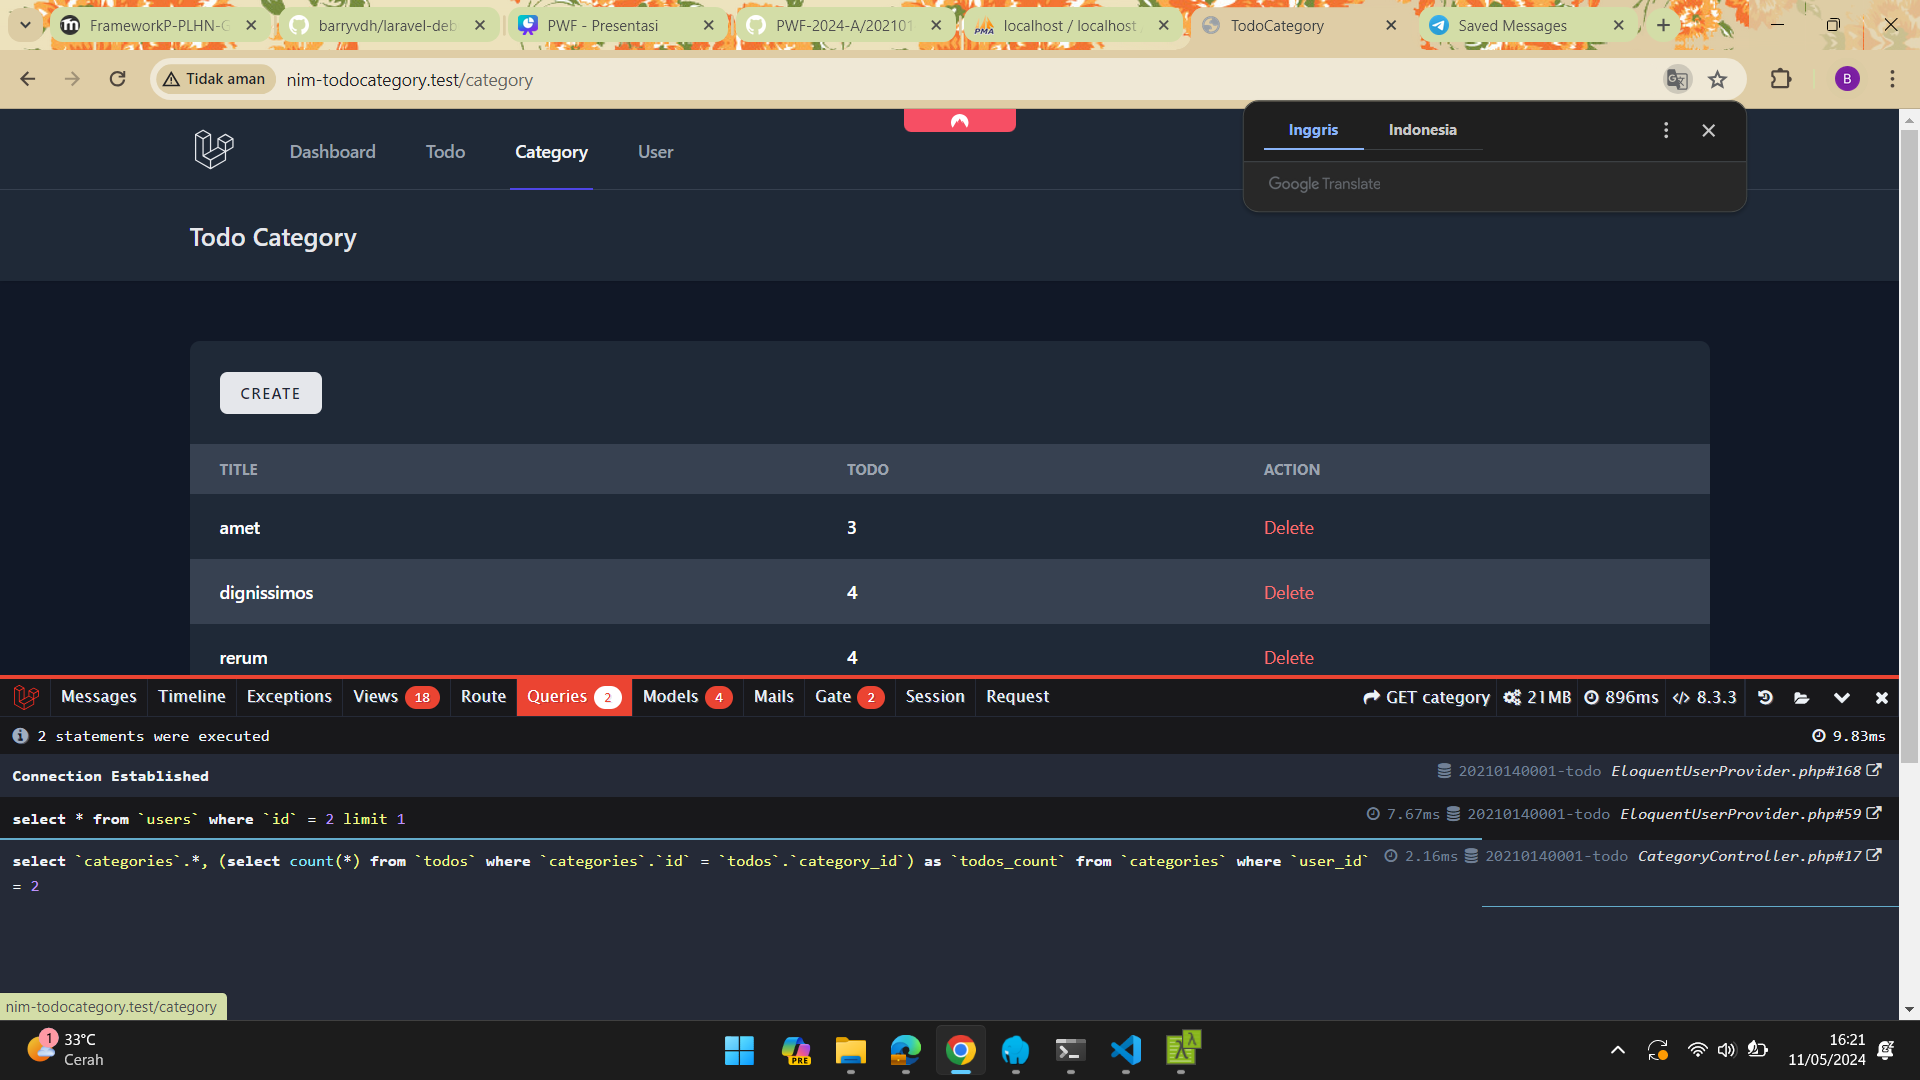 FrameworkP-PLHN-G
barryvdh/laravel-deb
PWF - Presentasi
PWF-2024-A/202101
PMA
localhost / localhost
TodoCategory
Saved Messages
Tidak aman
nim-todocategory.test/category
B
Dashboard
Todo
Category
User
Inggris
Indonesia
Google Translate
Todo Category
CREATE
TITLE TODO ACTION
amet 3 Delete
dignissimos 4 Delete
rerum 4 Delete
Messages Timeline Exceptions Views 18 Route Queries 2 Models 4 Mails Gate 2 Session Request GET category 21MB 896ms 8.3.3
2 statements were executed 9.83ms
Connection Established 20210140001-todo EloquentUserProvider.php#168
select * from `users` where `id` = 2 limit 1 7.67ms 20210140001-todo EloquentUserProvider.php#59
select `categories`.*, (select count(*) from `todos` where `categories`.`id` = `todos`.`category_id`) as `todos_count` from `categories` where `user_id` 2.16ms 20210140001-todo CategoryController.php#17
= 2
nim-todocategory.test/category
1
33°C
Cerah
PRE
16:21
11/05/2024